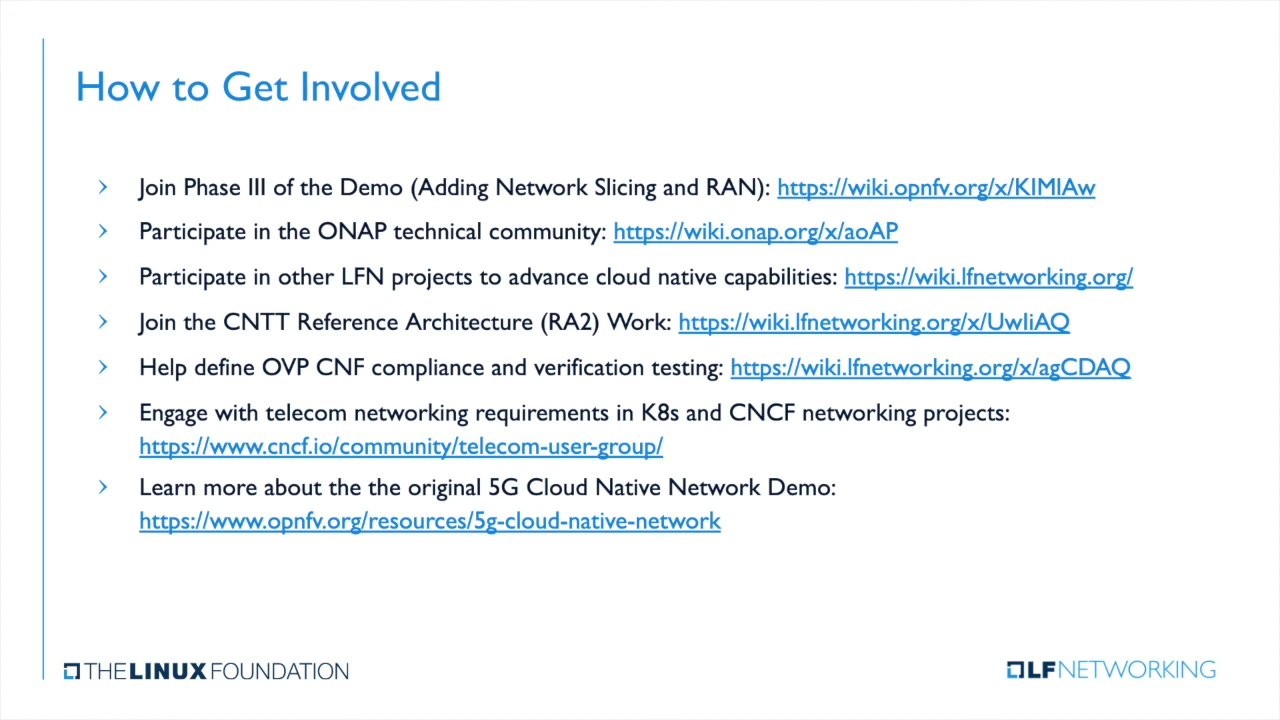 How to Get Involved
Join Phase III of the Demo (Adding Network Slicing and RAN): https://wiki.opnfv.org/x/KIMlAw
Participate in the ONAP technical community: https://wiki.onap.org/x/aoAP
Participate in other LFN projects to advance cloud native capabilities: https://wiki.lfnetworking.org/
Join the CNTT Reference Architecture (RA2) Work: https://wiki.lfnetworking.org/x/UwliAQ
Help define OVP CNF compliance and verification testing: https://wiki.lfnetworking.org/x/agCDAQ
Engage with telecom networking requirements in K8s and CNCF networking projects:
https://www.cncf.io/community/telecom-user-group/
Learn more about the the original 5G Cloud Native Network Demo:
https://www.opnfv.org/resources/5g-cloud-native-network
THE LINUX FOUNDATION
LFNETWORKING